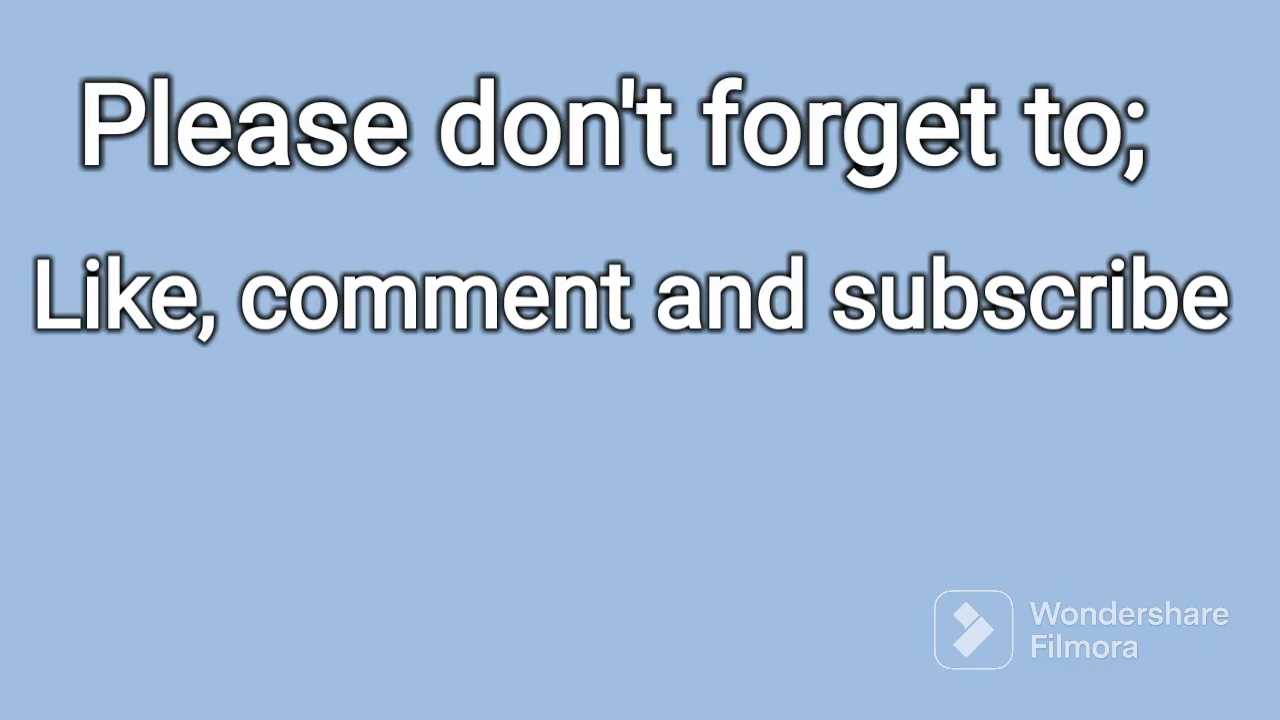 Please don't forget to;
Like, comment and subscribe
Wondershare
Filmora